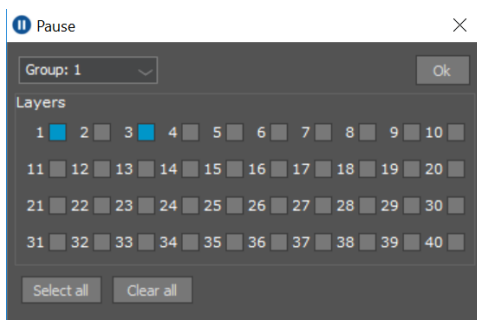 Pause
Group: 1 Ok
Layers
1 2 3 4 5 6 7 8 9 10
11 12 13 14 15 16 17 18 19 20
21 22 23 24 25 26 27 28 29 30
31 32 33 34 35 36 37 38 39 40
Select all Clear all